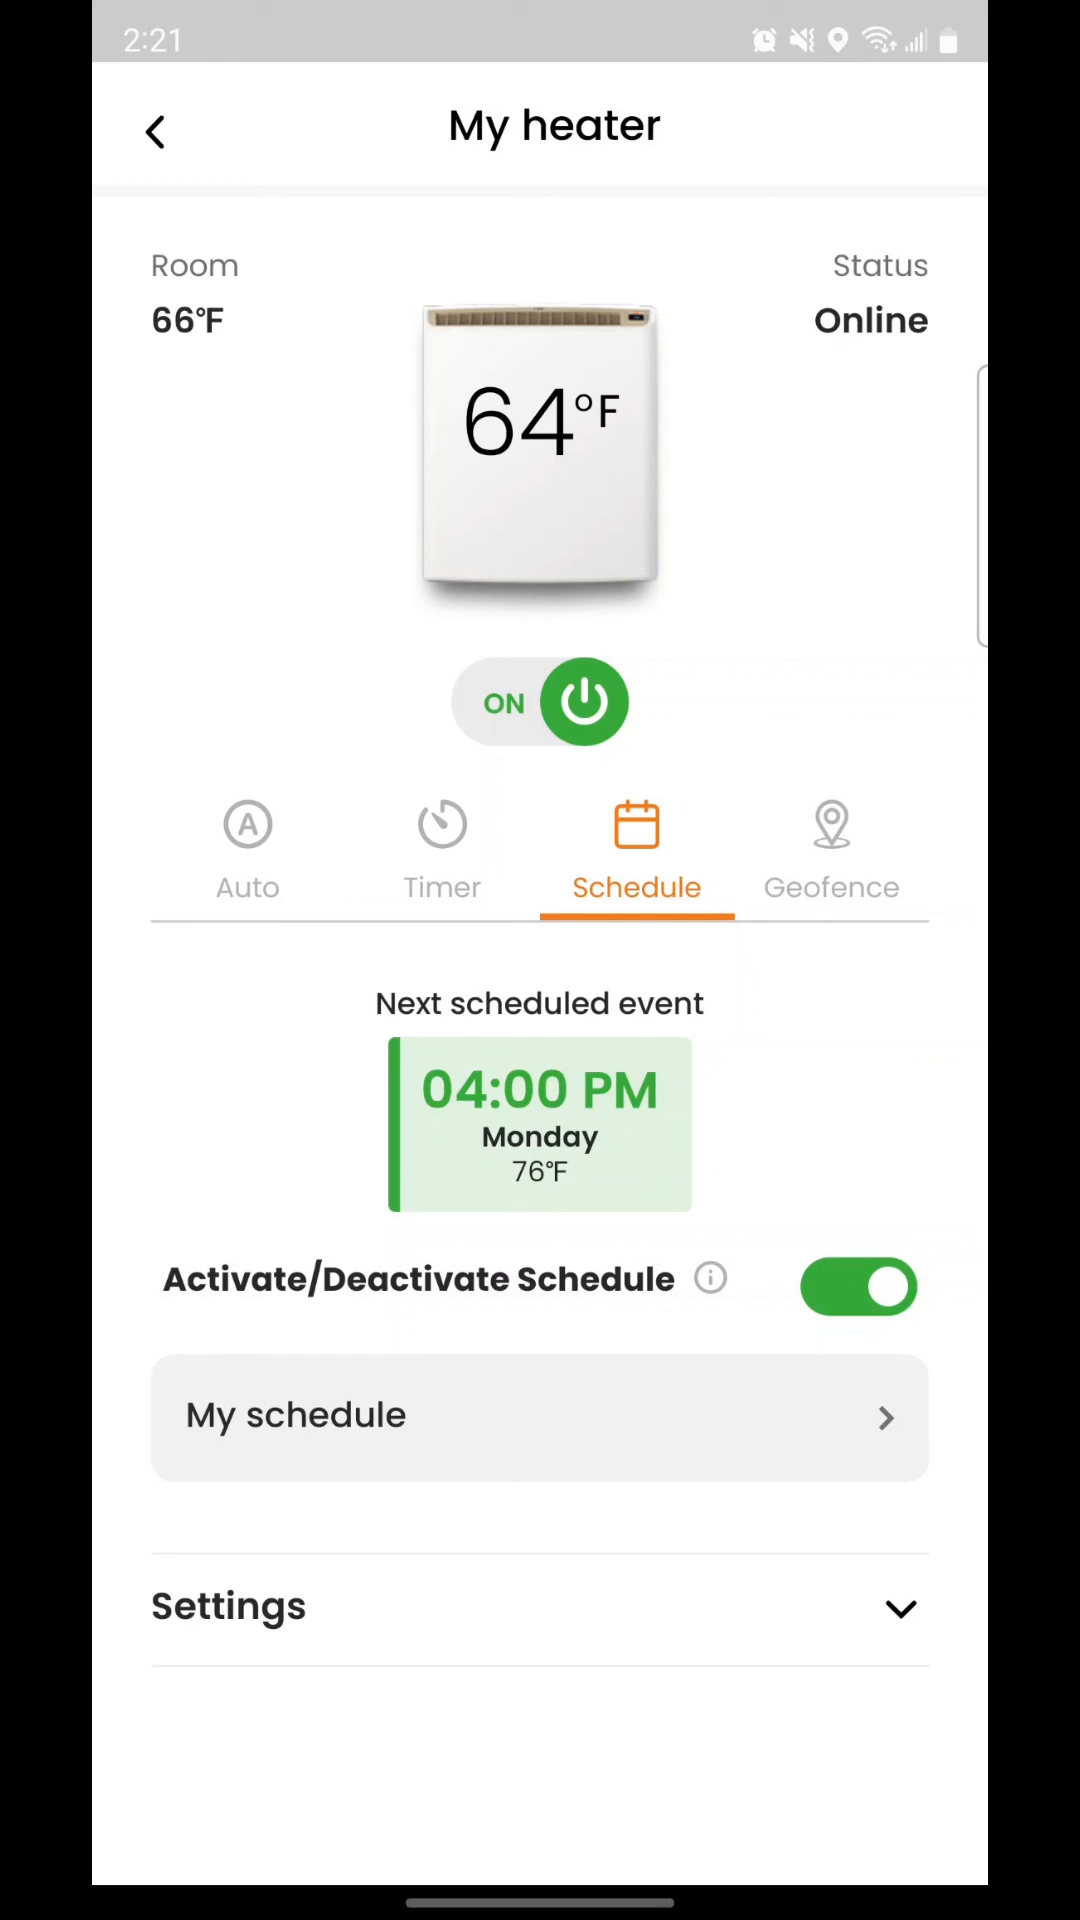 2:21
My heater
Room
Status
66°F
Online
64°F
ON
A
Auto
Timer
Schedule
Geofence
Next scheduled event
04:00 PM
Monday
76°F
Activate/Deactivate Schedule
My schedule
Settings